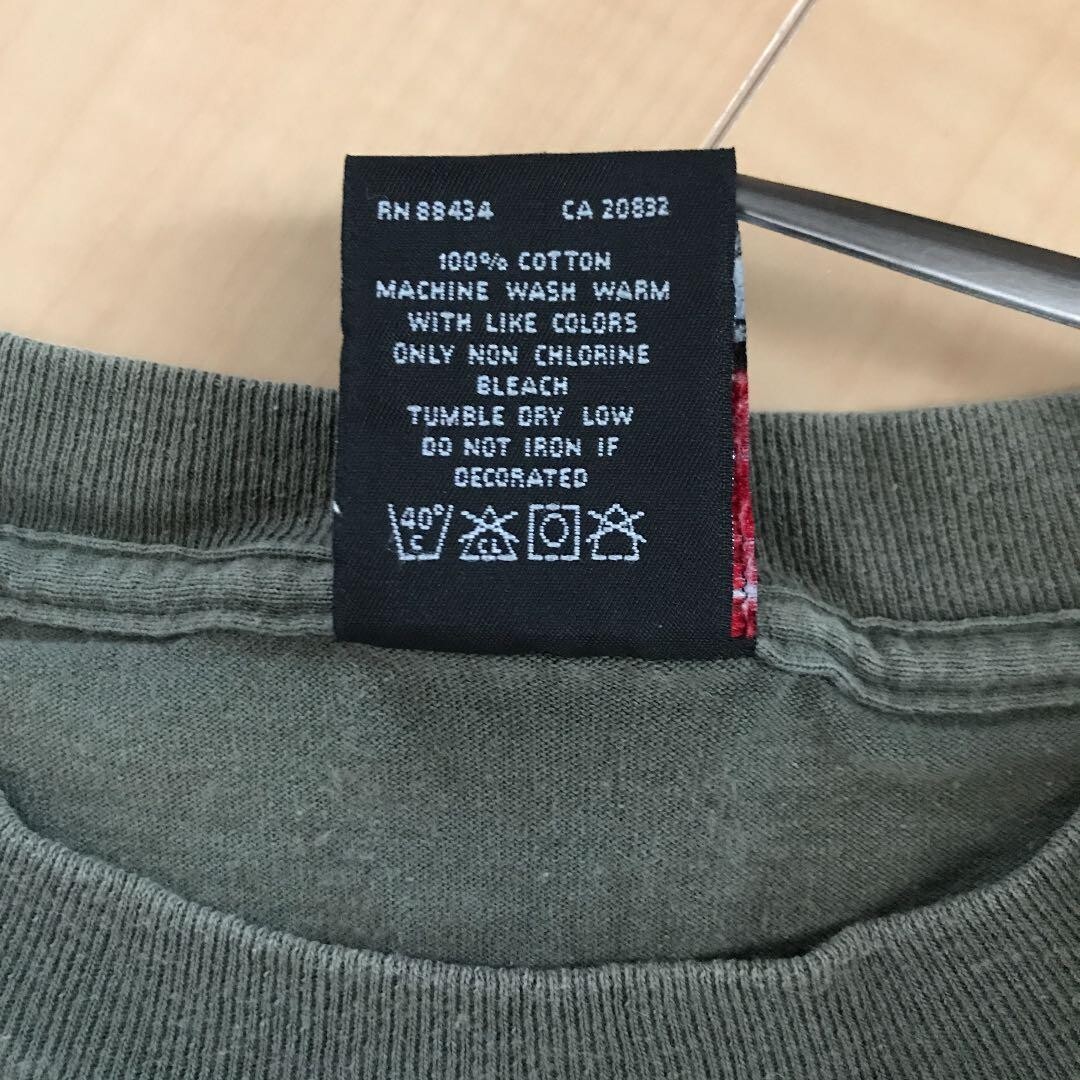 RN 88434 CA 20832
100% COTTON
MACHINE WASH WARM
WITH LIKE COLORS
ONLY NON CHLORINE
BLEACH
TUMBLE DRY LOW
DO NOT IRON IF
DECORATED
40° C CL